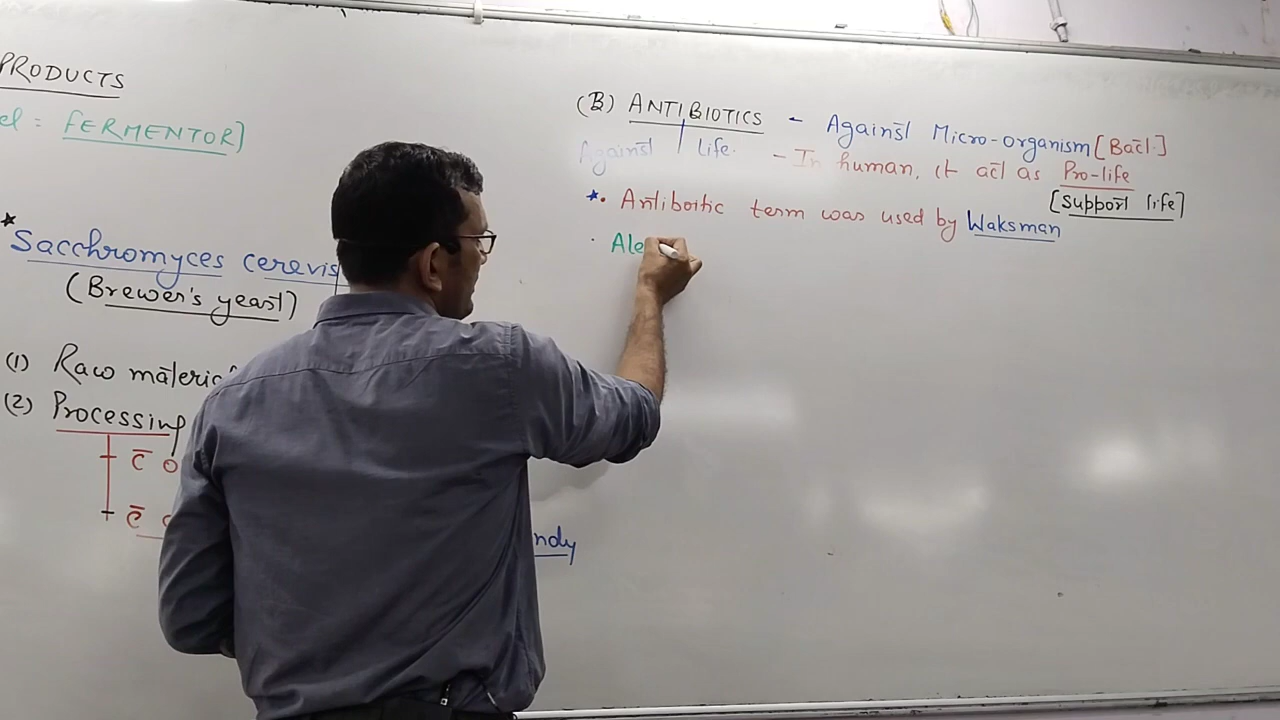 PRODUCTS
el = FERMENTOR]
* Sacchromyces cerevis
(Brewer's yeast)
(1) Raw materia
(2) Processing
c̄ o
c̄
ndy
(B) ANTIBIOTICS - Against Micro-organism [Bact.]
Against | Life.
- In human, it act as Pro-life
[Support life]
*. Antiboitic term was used by Waksman
. Ale